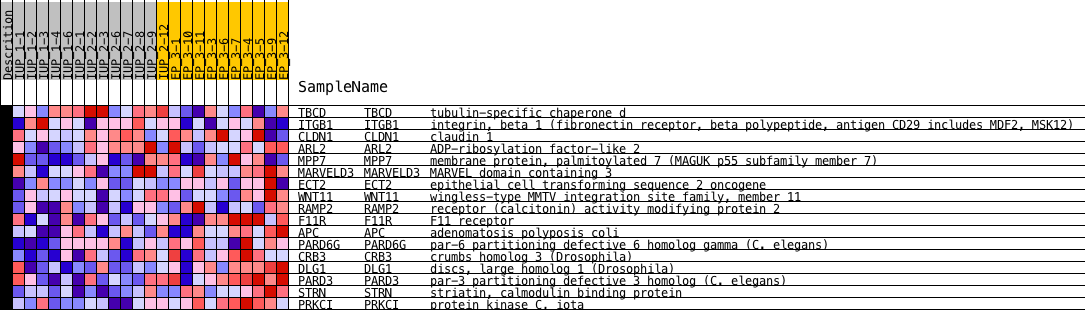 Descrition
IUP_1-1
IUP_1-2
IUP_1-3
IUP_1-4
IUP_1-6
IUP_2-1
IUP_2-2
IUP_2-3
IUP_2-6
IUP_2-7
IUP_2-8
IUP_2-9
IUP_2-12
EP_3-1
EP_3-10
EP_3-11
EP_3-3
EP_3-6
EP_3-7
EP_3-4
EP_3-5
EP_3-9
EP_3-12
SampleName
TBCD TBCD tubulin-specific chaperone d
ITGB1 ITGB1 integrin, beta 1 (fibronectin receptor, beta polypeptide, antigen CD29 includes MDF2, MSK12)
CLDN1 CLDN1 claudin 1
ARL2 ARL2 ADP-ribosylation factor-like 2
MPP7 MPP7 membrane protein, palmitoylated 7 (MAGUK p55 subfamily member 7)
MARVELD3 MARVELD3 MARVEL domain containing 3
ECT2 ECT2 epithelial cell transforming sequence 2 oncogene
WNT11 WNT11 wingless-type MMTV integration site family, member 11
RAMP2 RAMP2 receptor (calcitonin) activity modifying protein 2
F11R F11R F11 receptor
APC APC adenomatosis polyposis coli
PARD6G PARD6G par-6 partitioning defective 6 homolog gamma (C. elegans)
CRB3 CRB3 crumbs homolog 3 (Drosophila)
DLG1 DLG1 discs, large homolog 1 (Drosophila)
PARD3 PARD3 par-3 partitioning defective 3 homolog (C. elegans)
STRN STRN striatin, calmodulin binding protein
PRKCI PRKCI protein kinase C, iota